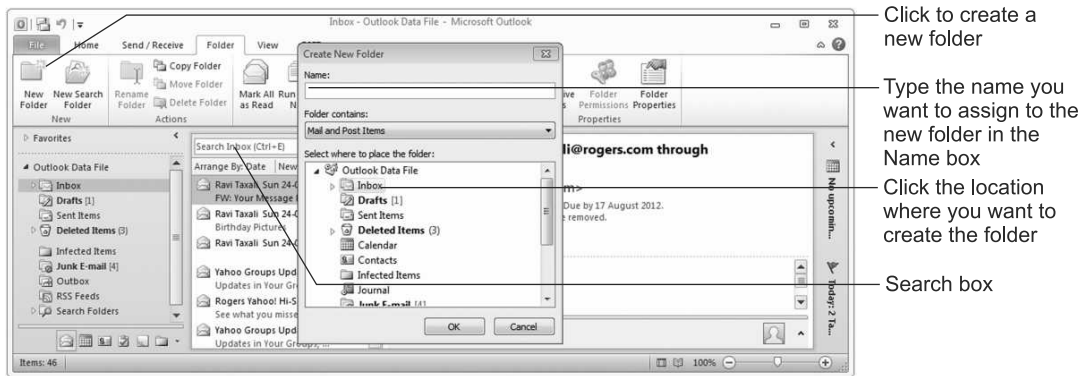 Inbox - Outlook Data File - Microsoft Outlook
File Home Send / Receive Folder View
New Folder
New Search Folder
Rename Folder
Copy Folder
Move Folder
Delete Folder
Mark All as Read
Run
Folder Permissions
Folder Properties
New
Actions
Properties
Favorites
Outlook Data File
Inbox
Drafts [1]
Sent Items
Deleted Items (3)
Infected Items
Junk E-mail [4]
Outbox
RSS Feeds
Search Folders
Search Inbox (Ctrl+E)
Arrange By: Date
Ravi Taxali Sun 24-
FW: Your Message
Ravi Taxali Sun 24-
Birthday Pictures
Ravi Taxali Sun 24-
Yahoo Groups Upd
Updates in Your Gr
Rogers Yahoo! Hi-S
See what you misse
Yahoo Groups Upd
Updates in Your Groups, ...
Create New Folder
Name:
Folder contains:
Mail and Post Items
Select where to place the folder:
Outlook Data File
Inbox
Drafts [1]
Sent Items
Deleted Items (3)
Calendar
Contacts
Infected Items
Journal
Junk E-mail [4]
OK Cancel
li@rogers.com through
m>
Due by 17 August 2012.
e removed.
No upcomin...
Today: 2 Ta...
Items: 46
100%
Click to create a
new folder
Type the name you
want to assign to the
new folder in the
Name box
Click the location
where you want to
create the folder
Search box